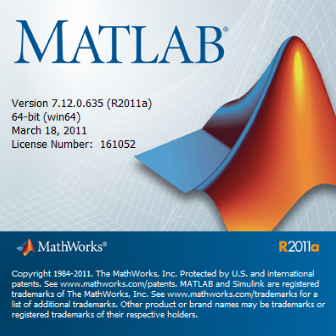 MATLAB®
Version 7.12.0.635 (R2011a)
64-bit (win64)
March 18, 2011
License Number: 161052
MathWorks®
R2011a
Copyright 1984-2011. The MathWorks, Inc. Protected by U.S. and international
patents. See www.mathworks.com/patents. MATLAB and Simulink are registered
trademarks of The MathWorks, Inc. See www.mathworks.com/trademarks for a
list of additional trademarks. Other product or brand names may be trademarks or
registered trademarks of their respective holders.